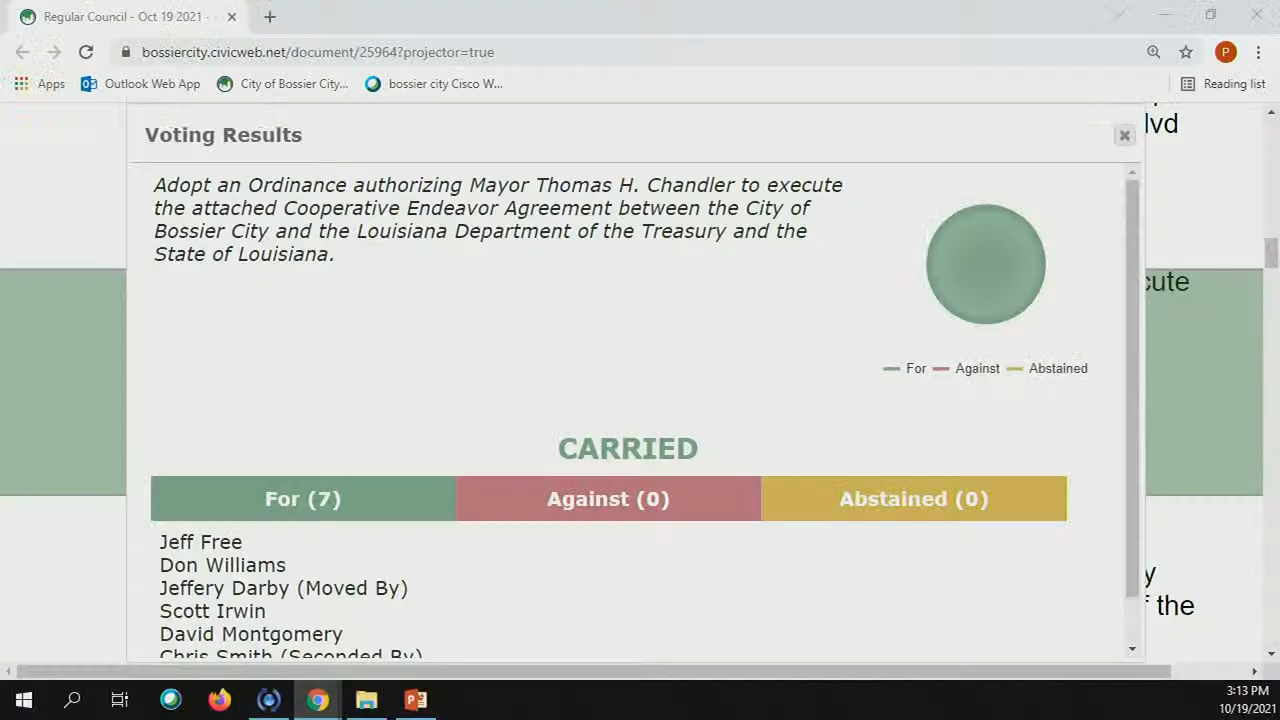 Regular Council - Oct 19 2021 -
bossiercity.civicweb.net/document/25964?projector=true
P
Apps
Outlook Web App
City of Bossier City...
bossier city Cisco W...
Reading list
lvd
Voting Results
Adopt an Ordinance authorizing Mayor Thomas H. Chandler to execute
the attached Cooperative Endeavor Agreement between the City of
Bossier City and the Louisiana Department of the Treasury and the
State of Louisiana.
cute
For Against Abstained
CARRIED
For (7) Against (0) Abstained (0)
Jeff Free
Don Williams
Jeffery Darby (Moved By)
Scott Irwin
David Montgomery
Chris Smith (Seconded By)
y
the
3:13 PM
10/19/2021